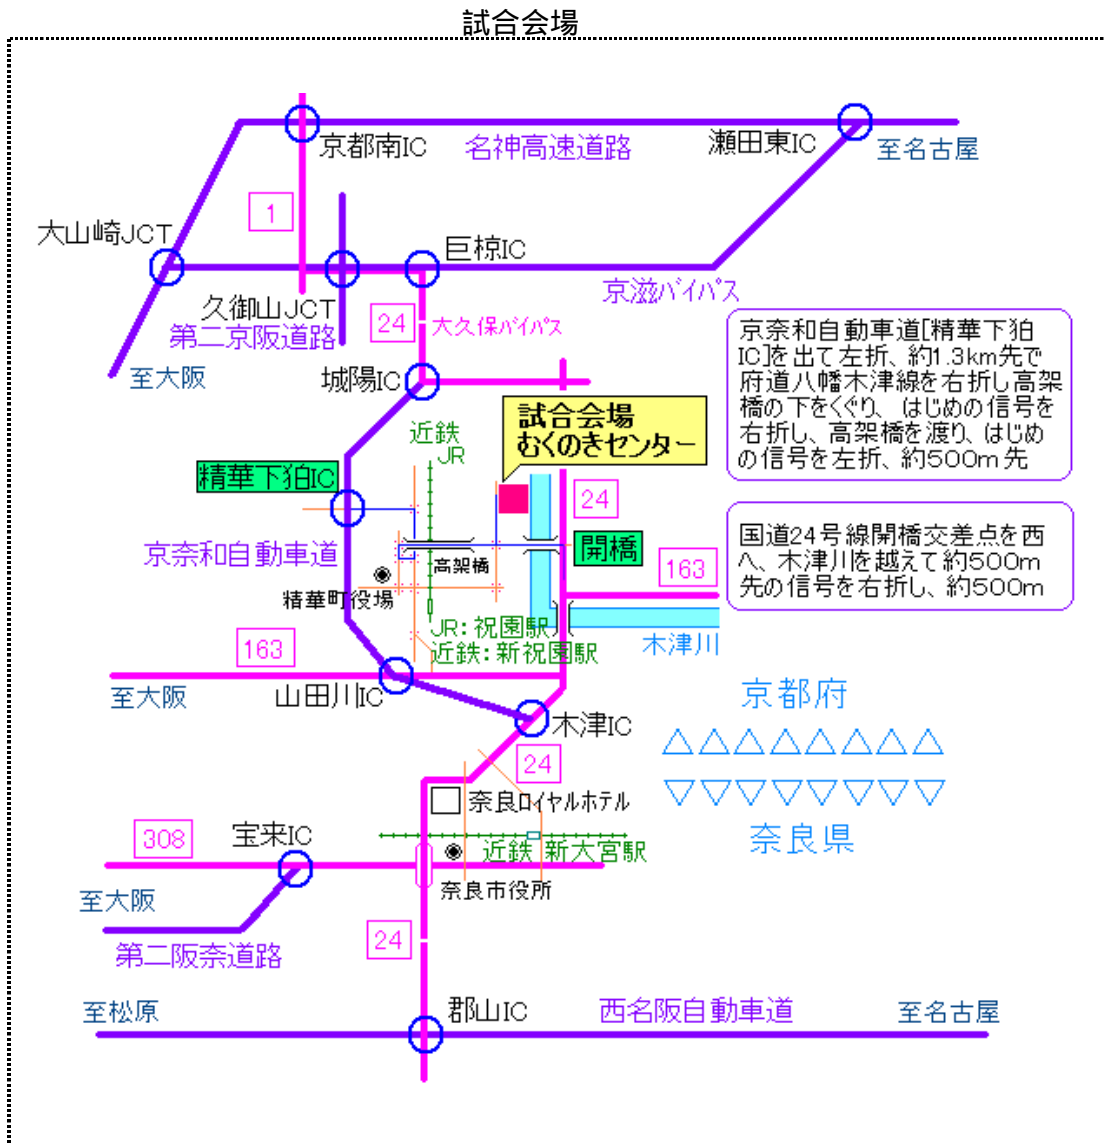 試合会場
京都南IC
名神高速道路
瀬田東IC
至名古屋
1
大山崎JCT
巨椋IC
久御山JCT
京滋バイパス
第二京阪道路
24
大久保バイパス
至大阪
城陽IC
京奈和自動車道[精華下狛
IC]を出て左折、約1.3km先で
府道八幡木津線を右折し高架
橋の下をくぐり、はじめの信号を
右折し、高架橋を渡り、はじめ
の信号を左折、約500m先
試合会場
むくのきセンター
近鉄
JR
精華下狛IC
24
京奈和自動車道
高架橋
開橋
163
国道24号線開橋交差点を西
へ、木津川を越えて約500m
先の信号を右折し、約500m
精華町役場
JR:祝園駅
近鉄:新祝園駅
木津川
163
至大阪
山田川IC
木津IC
京都府
24
奈良ロイヤルホテル
奈良県
308
宝来IC
近鉄 新大宮駅
至大阪
奈良市役所
第二阪奈道路
24
至松原
郡山IC
西名阪自動車道
至名古屋